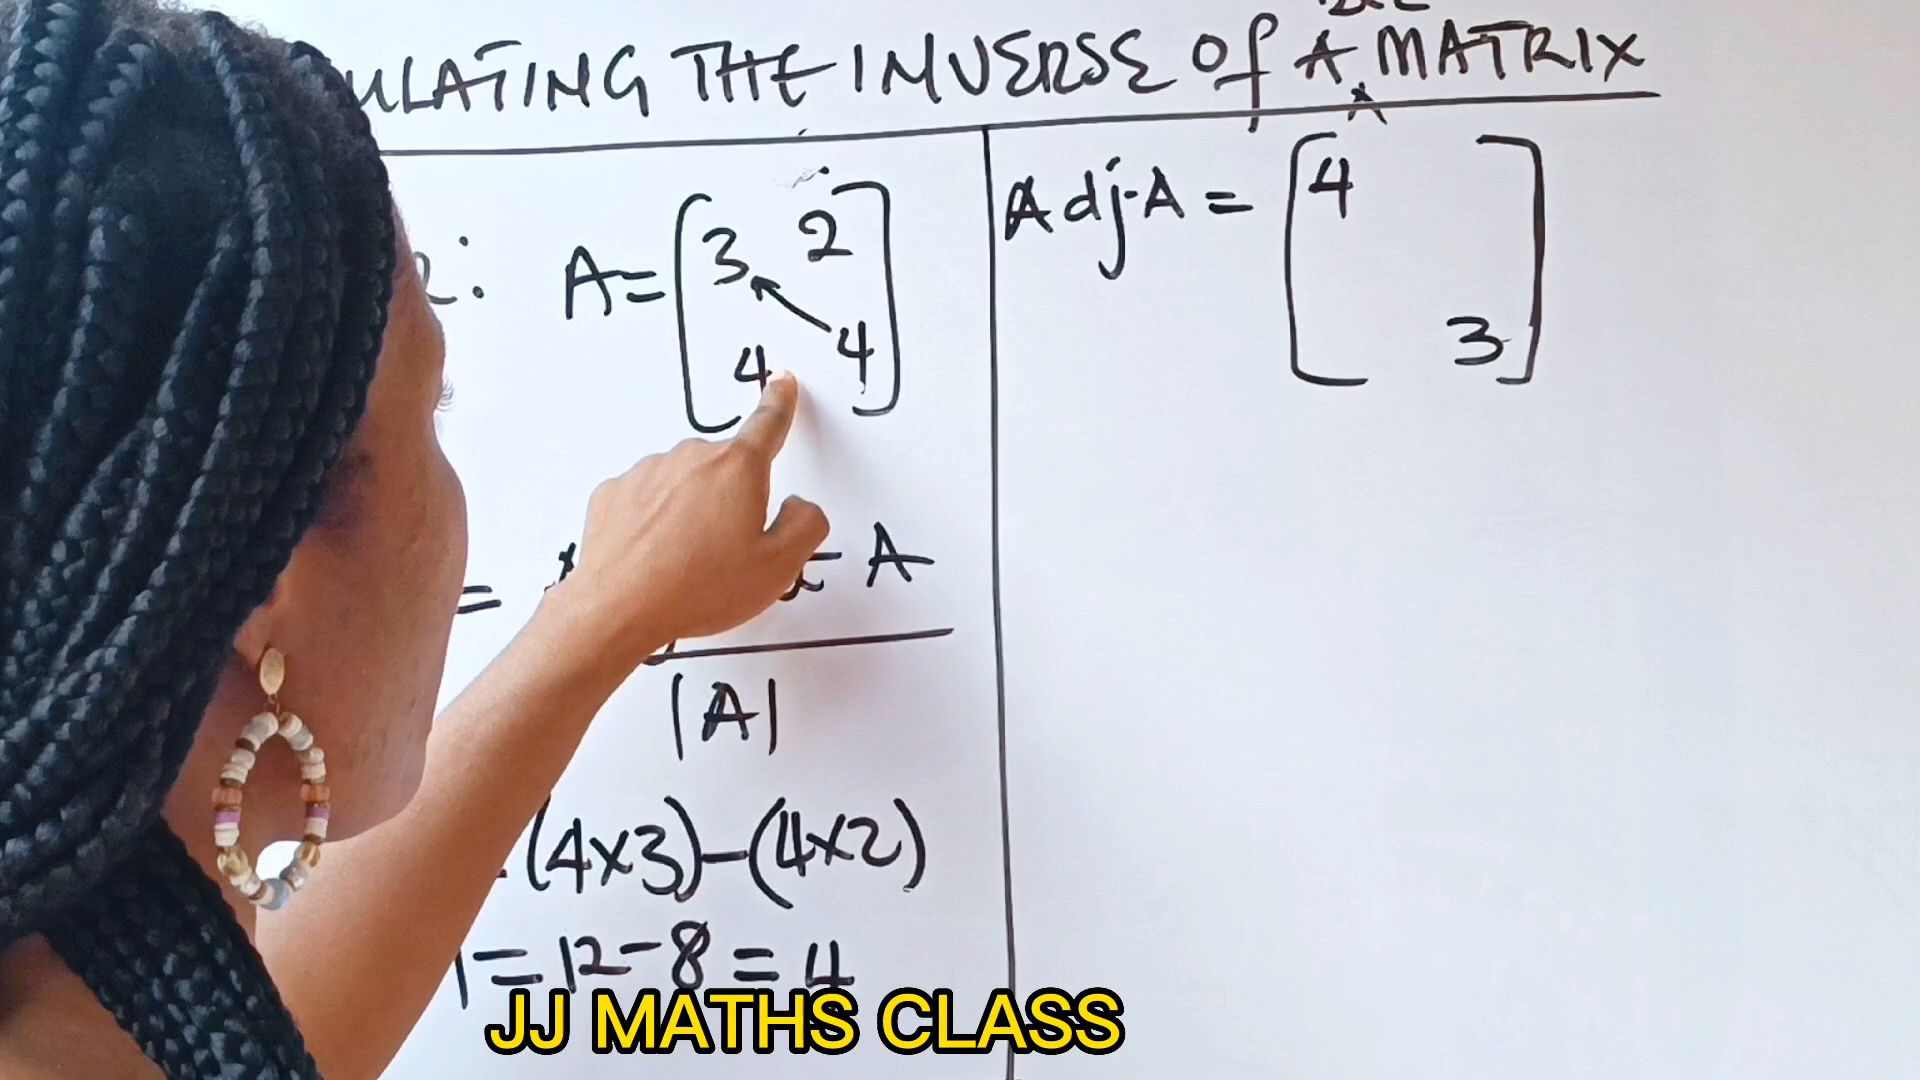 THE INVERSE Of A MATRIX
A = [3 2
4 4]
= A
|A|
(4x3)-(4x2)
= 12 - 8 = 4
Adj.A = [4
3]
JJ MATHS CLASS